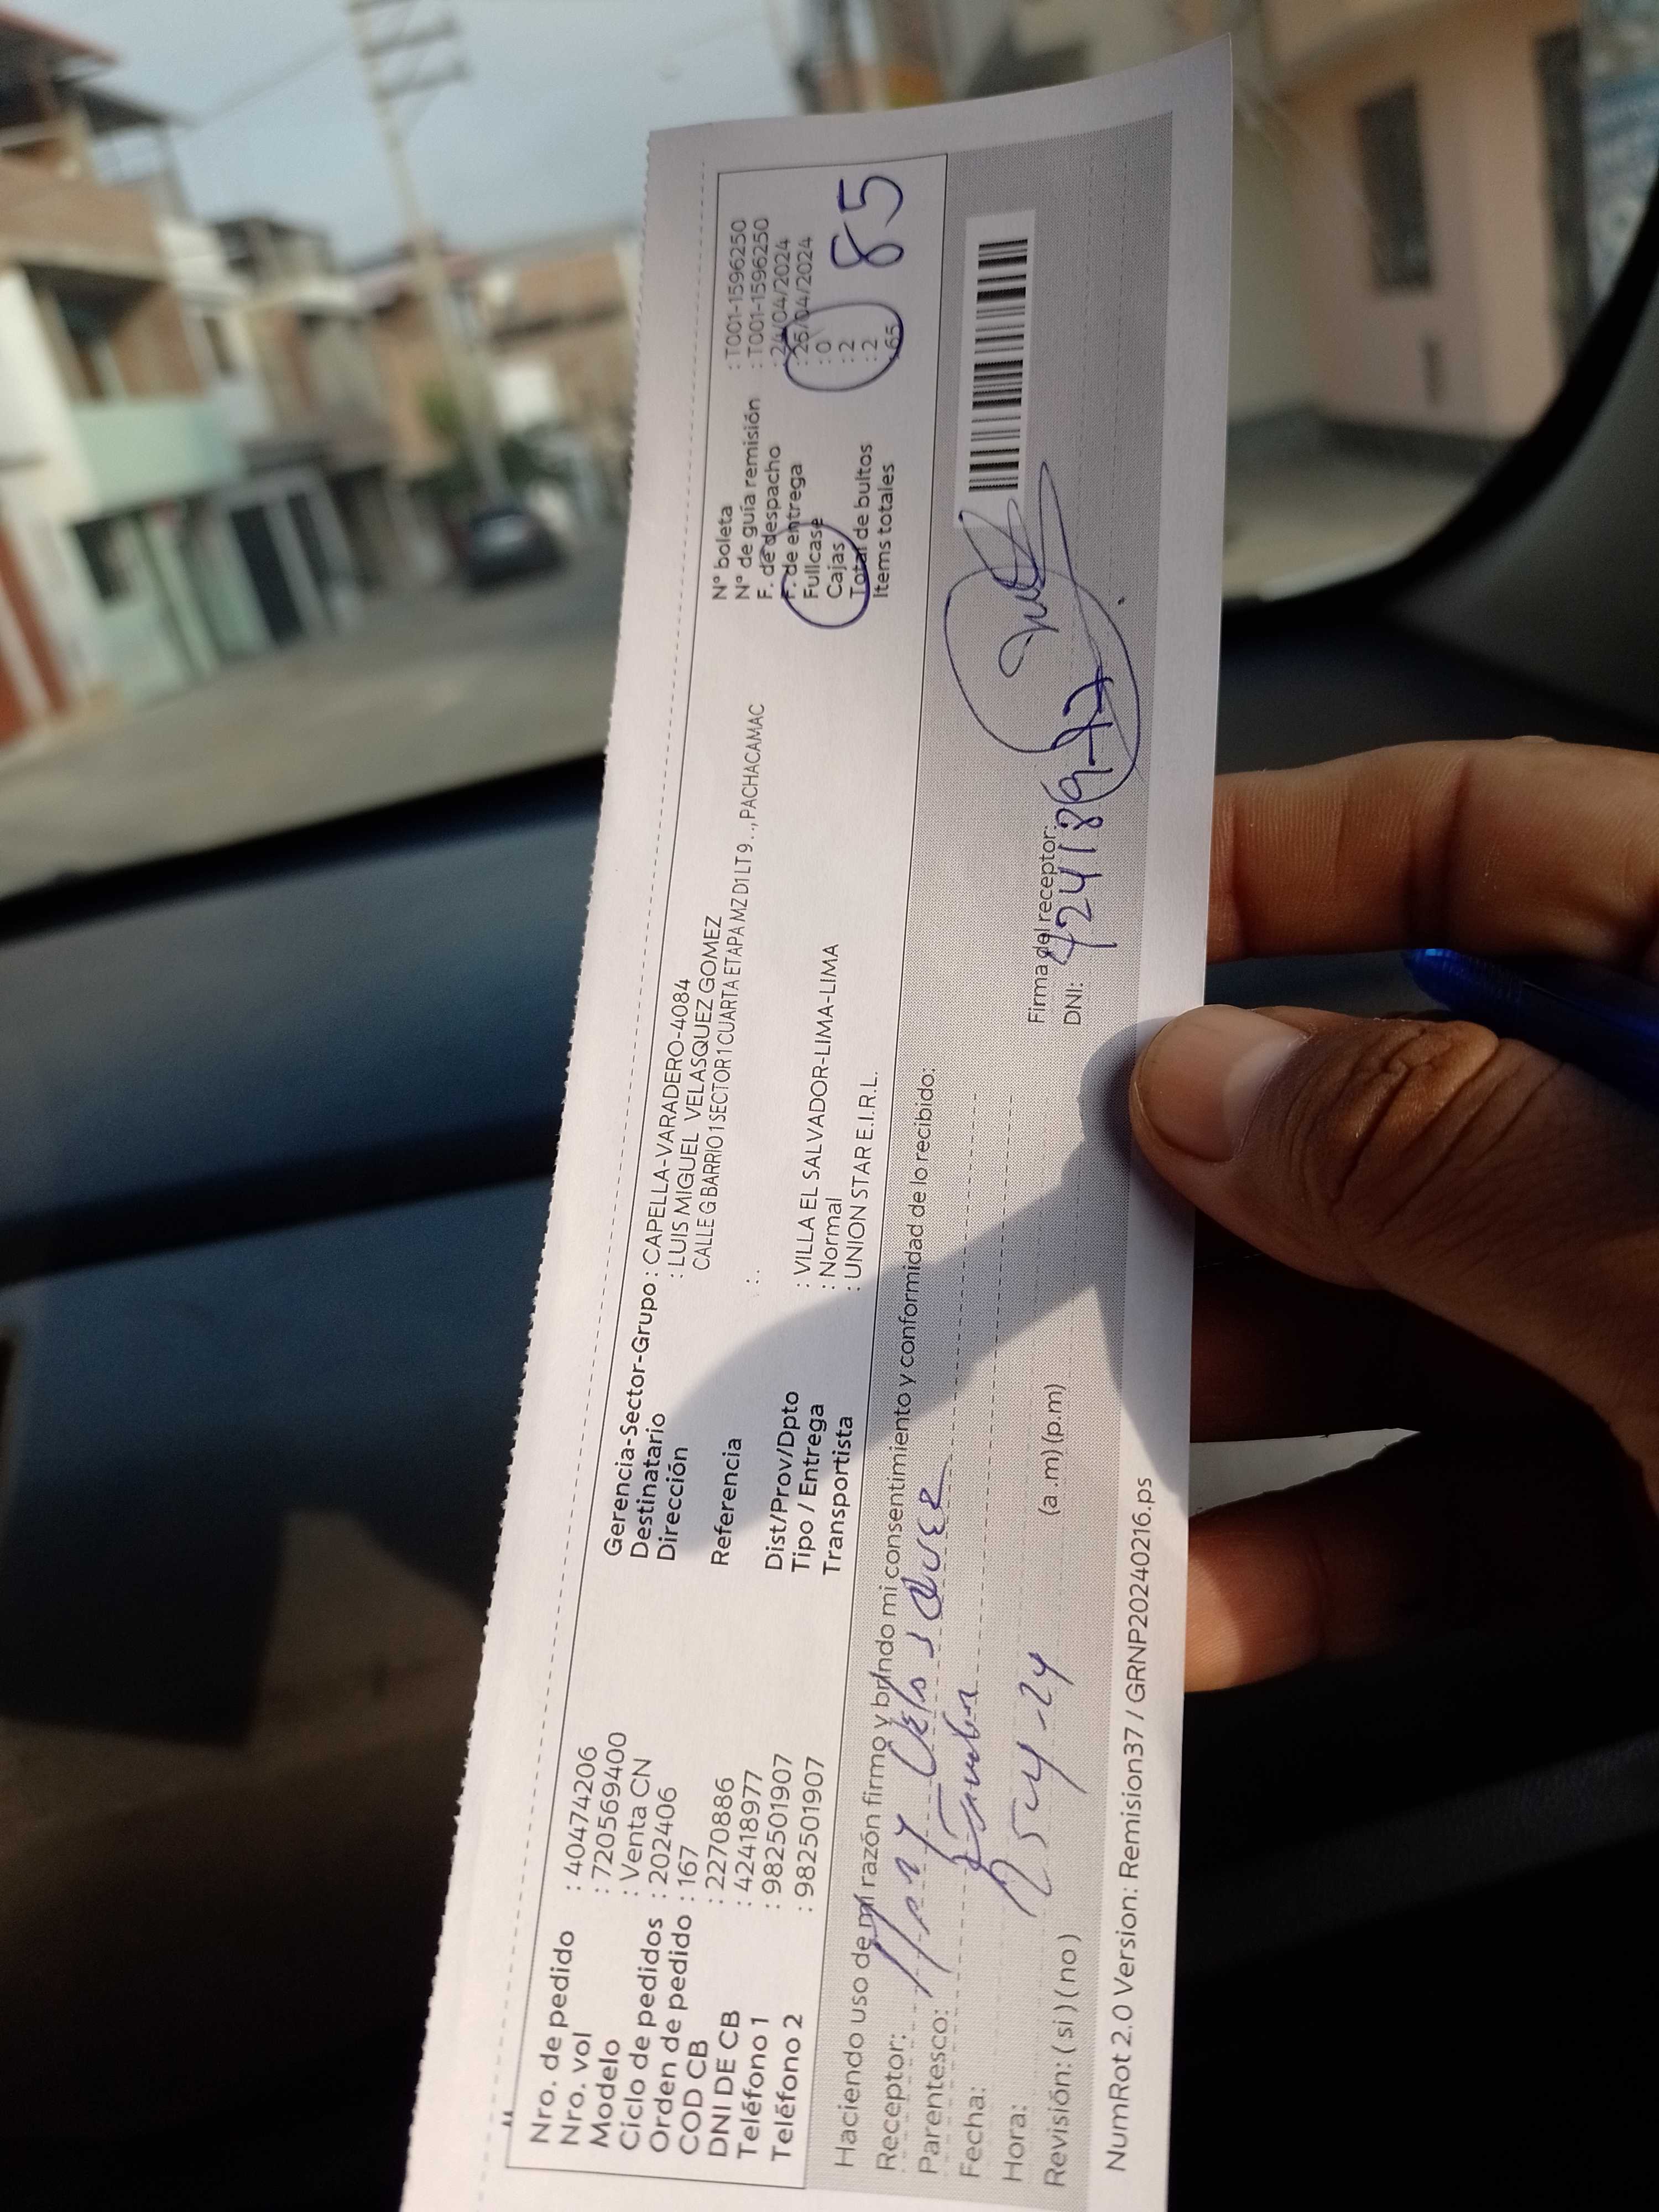 Nro. de pedido : 40474206
Nro. vol : 72056940​0
Modelo : Venta CN
Ciclo de pedidos : 202406
Orden de pedido : 167
COD CB : 2270886
DNI DE CB : 42418977
Teléfono 1 : 982501907
Teléfono 2 : 982501907
Gerencia-Sector-Grupo : CAPELLA-VARADERO-4084
Destinatario : LUIS MIGUEL VELASQUEZ GOMEZ
Dirección CALLE G BARRIO 1 SECTOR 1 CUARTA ETAPA MZ D1 LT 9 . ., PACHACAMAC
Referencia : .
Dist/Prov/Dpto : VILLA EL SALVADOR-LIMA-LIMA
Tipo / Entrega : Normal
Transportista : UNION STAR E.I.R.L.
N° boleta : T001-1596250
N° de guía remisión : T001-1596250
F. de despacho : 24/04/2024
F. de entrega : 26/04/2024
Fullcase : 0
Cajas : 2
Total de bultos : 2
Items totales : 65
85
Haciendo uso de mi razón firmo y brindo mi consentimiento y conformidad de lo recibido:
Receptor:
Parentesco:
Fecha:
Hora: (a .m) (p.m)
Revisión: ( si ) ( no )
Firma del receptor:
DNI: 42418977
NumRot 2.0 Version: Remision37 / GRNP20240216.ps